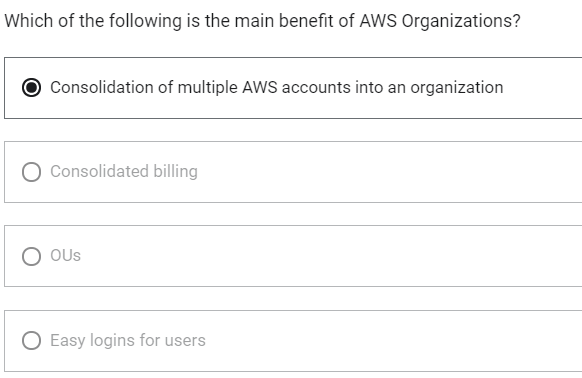 Which of the following is the main benefit of AWS Organizations?
Consolidation of multiple AWS accounts into an organization
Consolidated billing
OUs
Easy logins for users